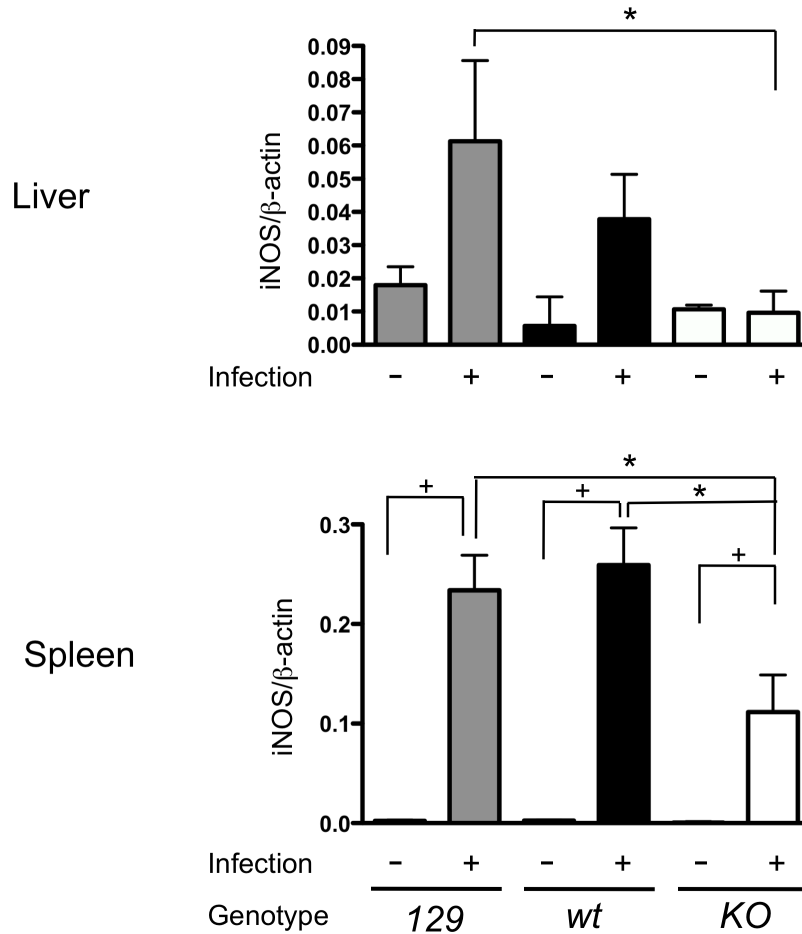 *
0.09
0.08
0.07
0.06
0.05
0.04
0.03
0.02
0.01
0.00
iNOS/β-actin
Liver
Infection - + - + - +
*
+ + *
+
0.3
0.2
0.1
0.0
iNOS/β-actin
Spleen
Infection - + - + - +
Genotype 129 wt KO